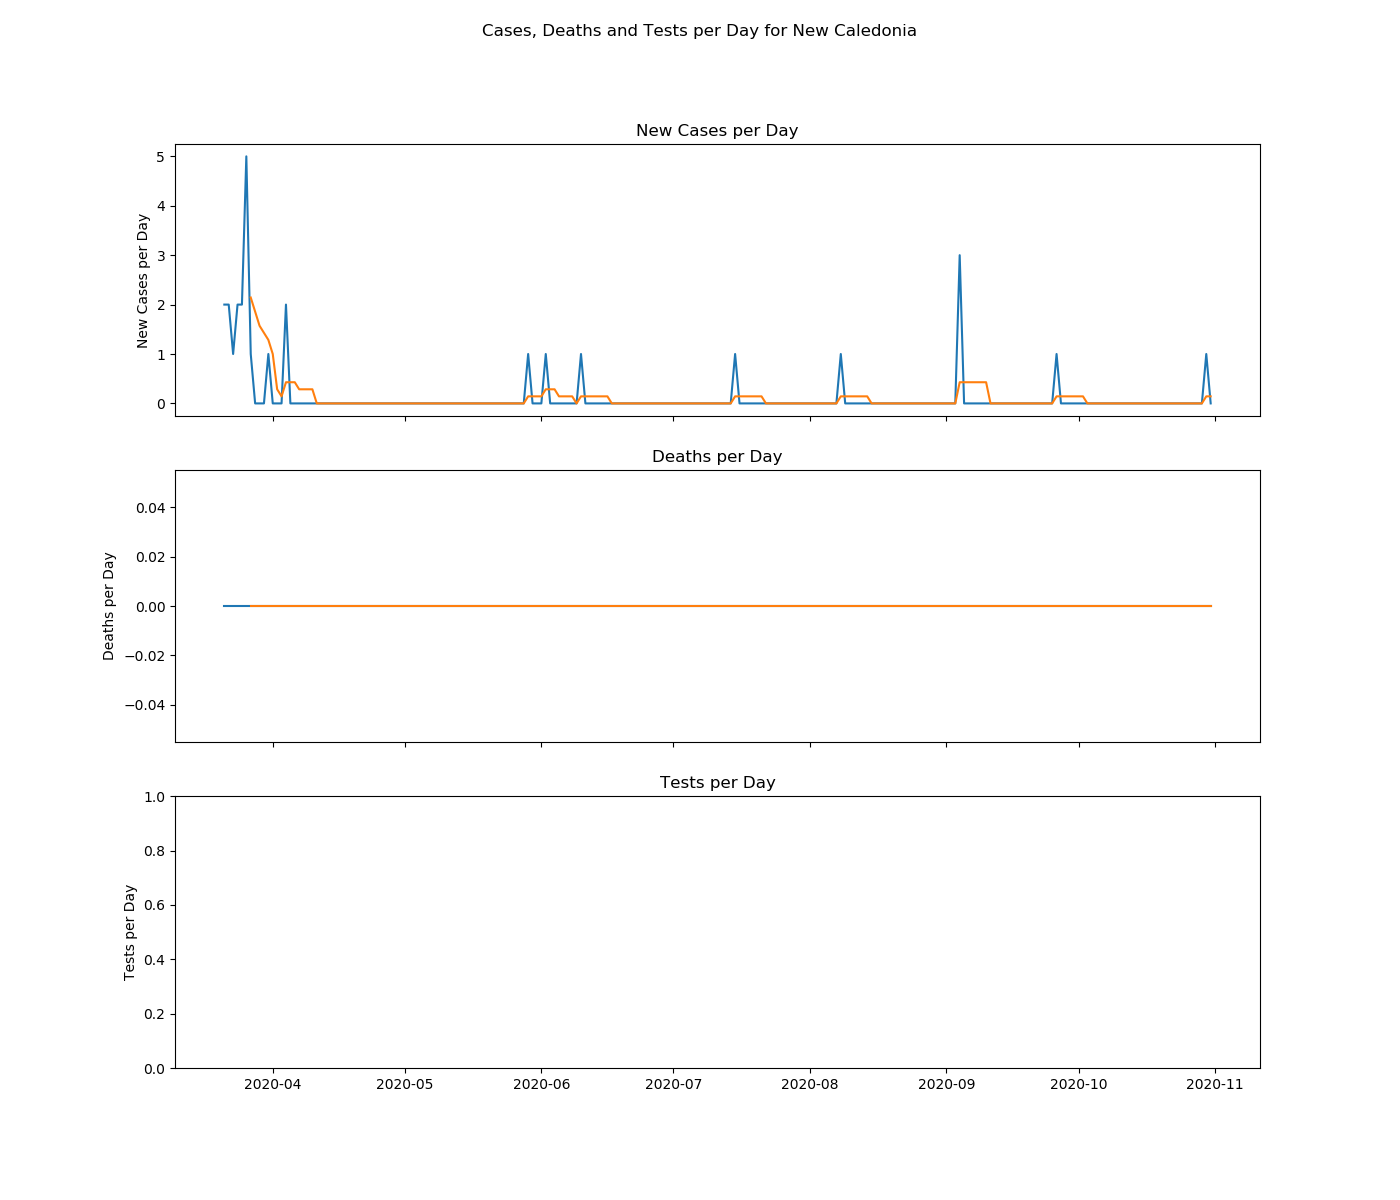 Cases, Deaths and Tests per Day for New Caledonia
New Cases per Day
New Cases per Day
5
4
3
2
1
0
Deaths per Day
Deaths per Day
0.04
0.02
0.00
−0.02
−0.04
Tests per Day
Tests per Day
1.0
0.8
0.6
0.4
0.2
0.0
2020-04 2020-05 2020-06 2020-07 2020-08 2020-09 2020-10 2020-11